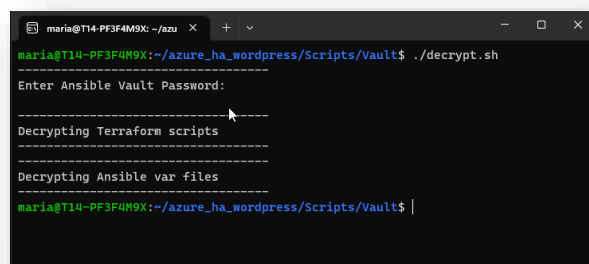 maria@T14-PF3F4M9X: ~/azu
maria@T14-PF3F4M9X:~/azure_ha_wordpress/Scripts/Vault$ ./decrypt.sh
-----------------------------------
Enter Ansible Vault Password:
-----------------------------------
Decrypting Terraform scripts
-----------------------------------
-----------------------------------
Decrypting Ansible var files
-----------------------------------
maria@T14-PF3F4M9X:~/azure_ha_wordpress/Scripts/Vault$